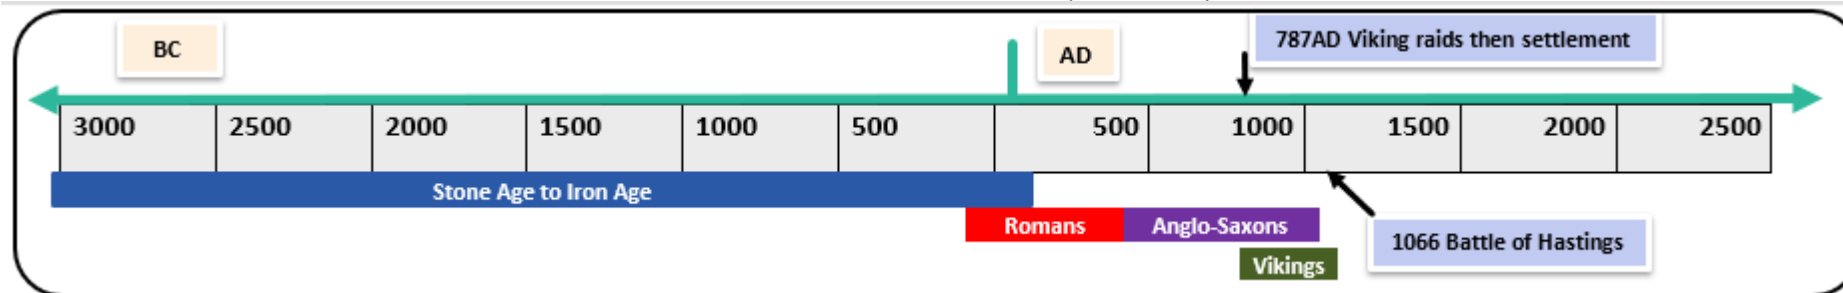 BC
AD
787AD Viking raids then settlement
3000 2500 2000 1500 1000 500 500 1000 1500 2000 2500
Stone Age to Iron Age
Romans
Anglo-Saxons
Vikings
1066 Battle of Hastings